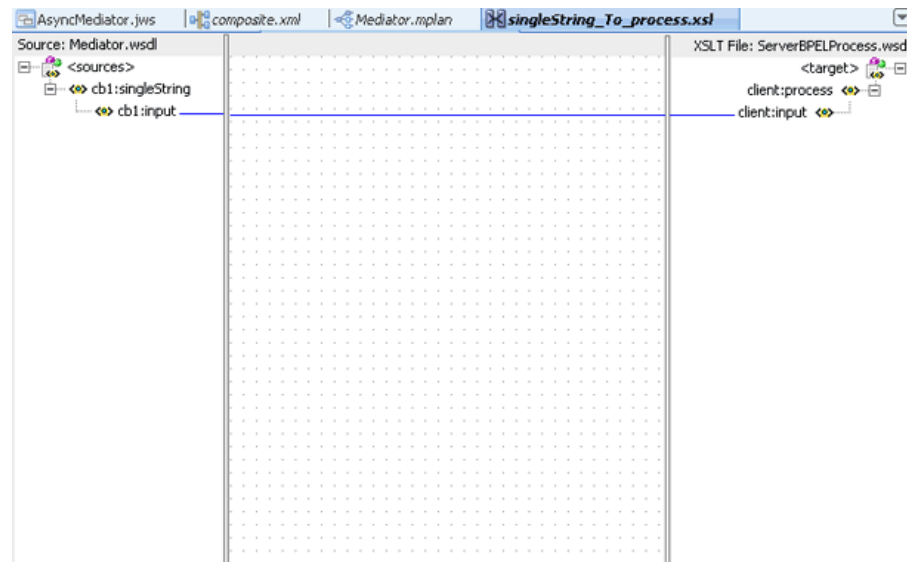 AsyncMediator.jws composite.xml Mediator.mplan singleString_To_process.xsl
Source: Mediator.wsdl XSLT File: ServerBPELProcess.wsd
<sources> <target>
cb1:singleString client:process
cb1:input client:input